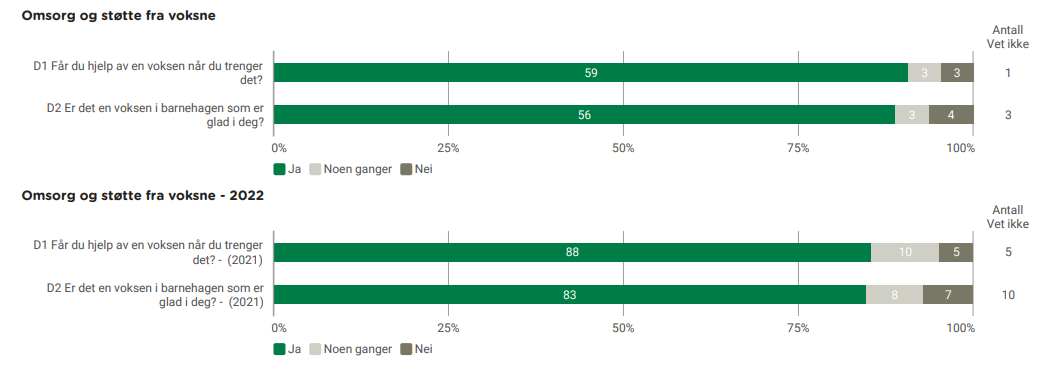 Omsorg og støtte fra voksne
Antall
Vet ikke
D1 Får du hjelp av en voksen når du trenger
det?
59 3 3 1
D2 Er det en voksen i barnehagen som er
glad i deg?
56 3 4 3
0% 25% 50% 75% 100%
Ja Noen ganger Nei
Omsorg og støtte fra voksne - 2022
Antall
Vet ikke
D1 Får du hjelp av en voksen når du trenger
det? - (2021)
88 10 5 5
D2 Er det en voksen i barnehagen som er
glad i deg? - (2021)
83 8 7 10
0% 25% 50% 75% 100%
Ja Noen ganger Nei